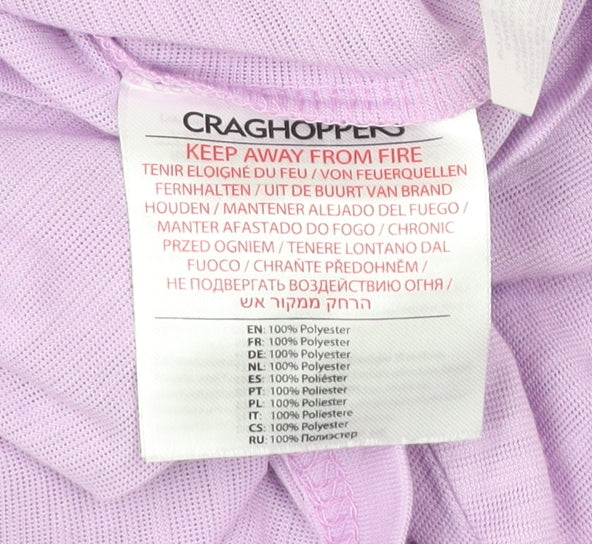 CRAGHOPPERS
KEEP AWAY FROM FIRE
TENIR ELOIGNÉ DU FEU / VON FEUERQUELLEN
FERNHALTEN / UIT DE BUURT VAN BRAND
HOUDEN / MANTENER ALEJADO DEL FUEGO /
MANTER AFASTADO DO FOGO / CHRONIC
PRZED OGNIEM / TENERE LONTANO DAL
FUOCO / CHRAŇTE PŘEDOHNĚM /
НЕ ПОДВЕРГАТЬ ВОЗДЕЙСТВИЮ ОГНЯ /
הרחק ממקור אש
EN: 100% Polyester
FR: 100% Polyester
DE: 100% Polyester
NL: 100% Polyester
ES: 100% Poliéster
PT: 100% Poliester
PL: 100% Poliester
IT: 100% Poliestere
CS: 100% Polyester
RU: 100% Полиэстер